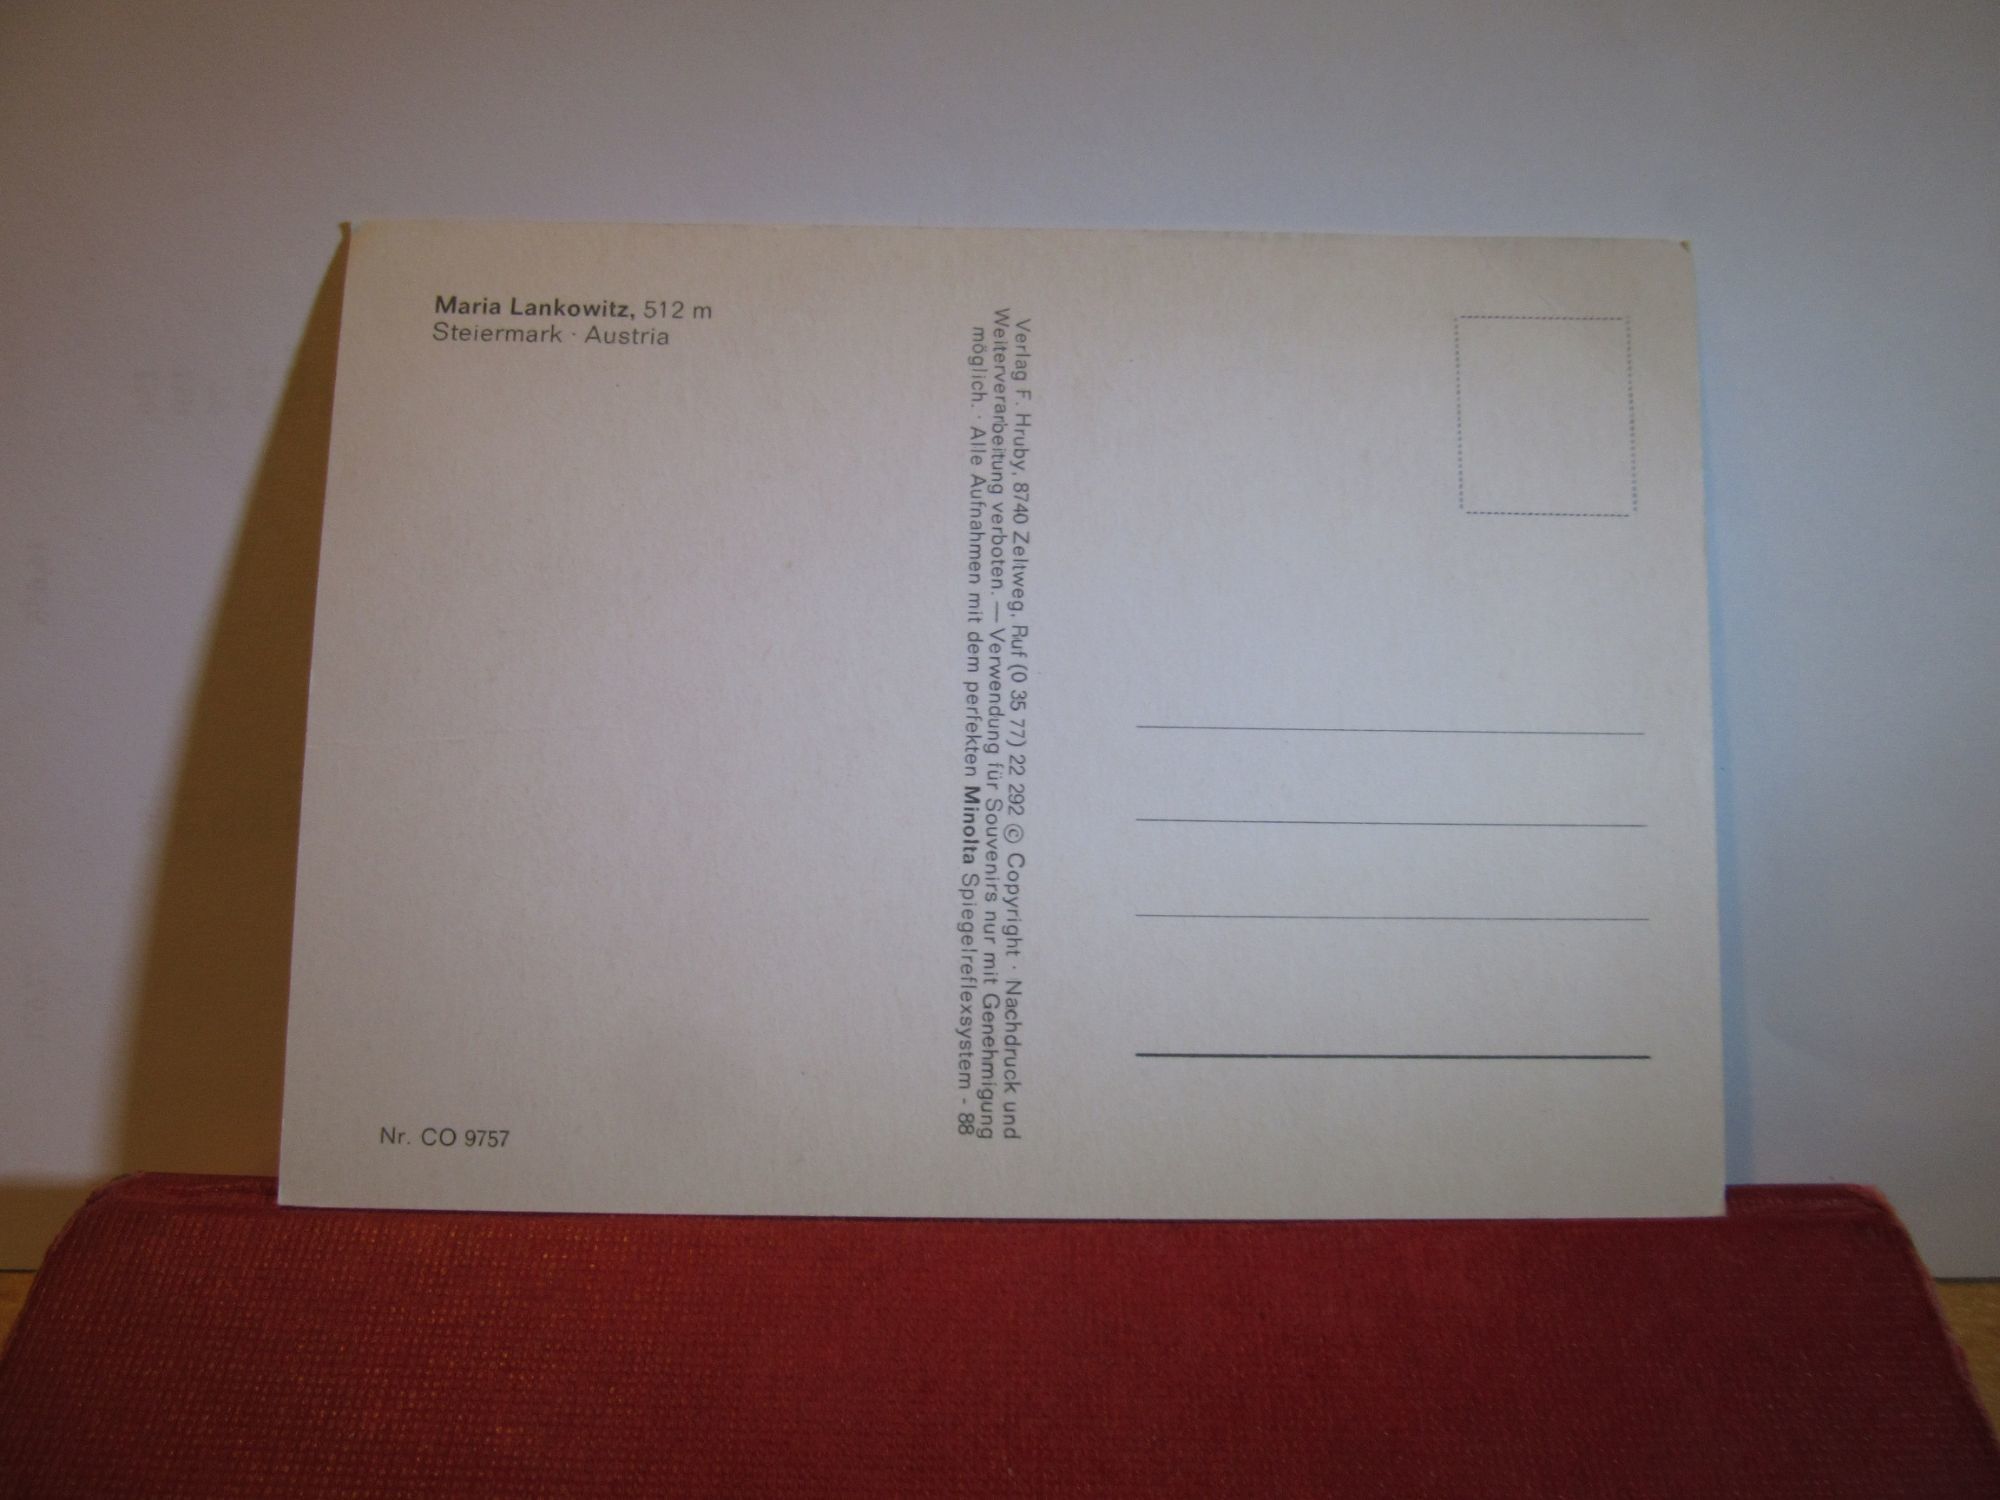 Maria Lankowitz, 512 m
Steiermark · Austria
Verlag F. Hruby, 8740 Zeltweg, Ruf (0 35 77) 22 292 © Copyright · Nachdruck und
Weiterverarbeitung verboten. — Verwendung für Souvenirs nur mit Genehmigung
möglich. · Alle Aufnahmen mit dem perfekten Minolta Spiegelreflexsystem - 88
Nr. CO 9757